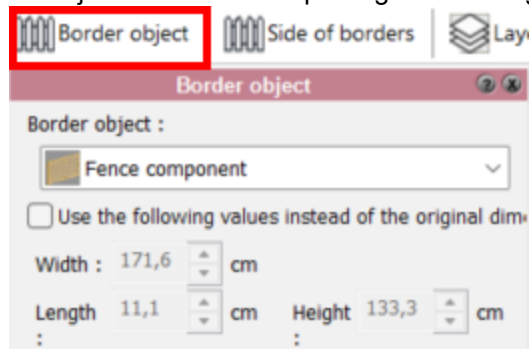 Border object Side of borders Lay
Border object
Border object :
Fence component
Use the following values instead of the original dim
Width : 171,6 cm
Length : 11,1 cm Height : 133,3 cm